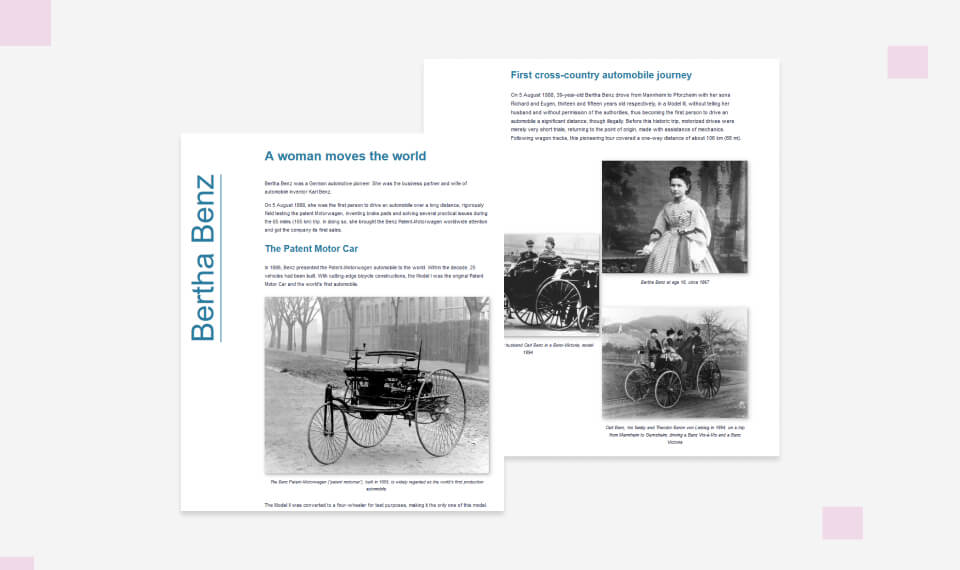 Bertha Benz
A woman moves the world
Bertha Benz was a German automotive pioneer. She was the business partner and wife of
automobile inventor Karl Benz.
On 5 August 1888, she was the first person to drive an automobile over a long distance, rigorously
field testing the patent Motorwagen, inventing brake pads and solving several practical issues during
the 65 miles (105 km) trip. In doing so, she brought the Benz Patent-Motorwagen worldwide attention
and got the company its first sales.
The Patent Motor Car
In 1886, Benz presented the Patent-Motorwagen automobile to the world. Within the decade, 25
vehicles had been built. With cutting-edge bicycle constructions, the Model I was the original Patent
Motor Car and the world's first automobile.
The Benz Patent-Motorwagen ("patent motorcar"), built in 1885, is widely regarded as the world's first production
automobile.
The Model II was converted to a four-wheeler for test purposes, making it the only one of this model.
First cross-country automobile journey
On 5 August 1888, 39-year-old Bertha Benz drove from Mannheim to Pforzheim with her sons
Richard and Eugen, thirteen and fifteen years old respectively, in a Model III, without telling her
husband and without permission of the authorities, thus becoming the first person to drive an
automobile a significant distance, though illegally. Before this historic trip, motorized drives were
merely very short trials, returning to the point of origin, made with assistance of mechanics.
Following wagon tracks, this pioneering tour covered a one-way distance of about 106 km (66 mi).
Bertha Benz at age 18, circa 1867
husband Carl Benz in a Benz-Victoria, model
1894
Carl Benz, his family and Theodor Baron von Liebieg in 1894, on a trip
from Mannheim to Gernsheim, driving a Benz Vis-à-Vis and a Benz
Victoria